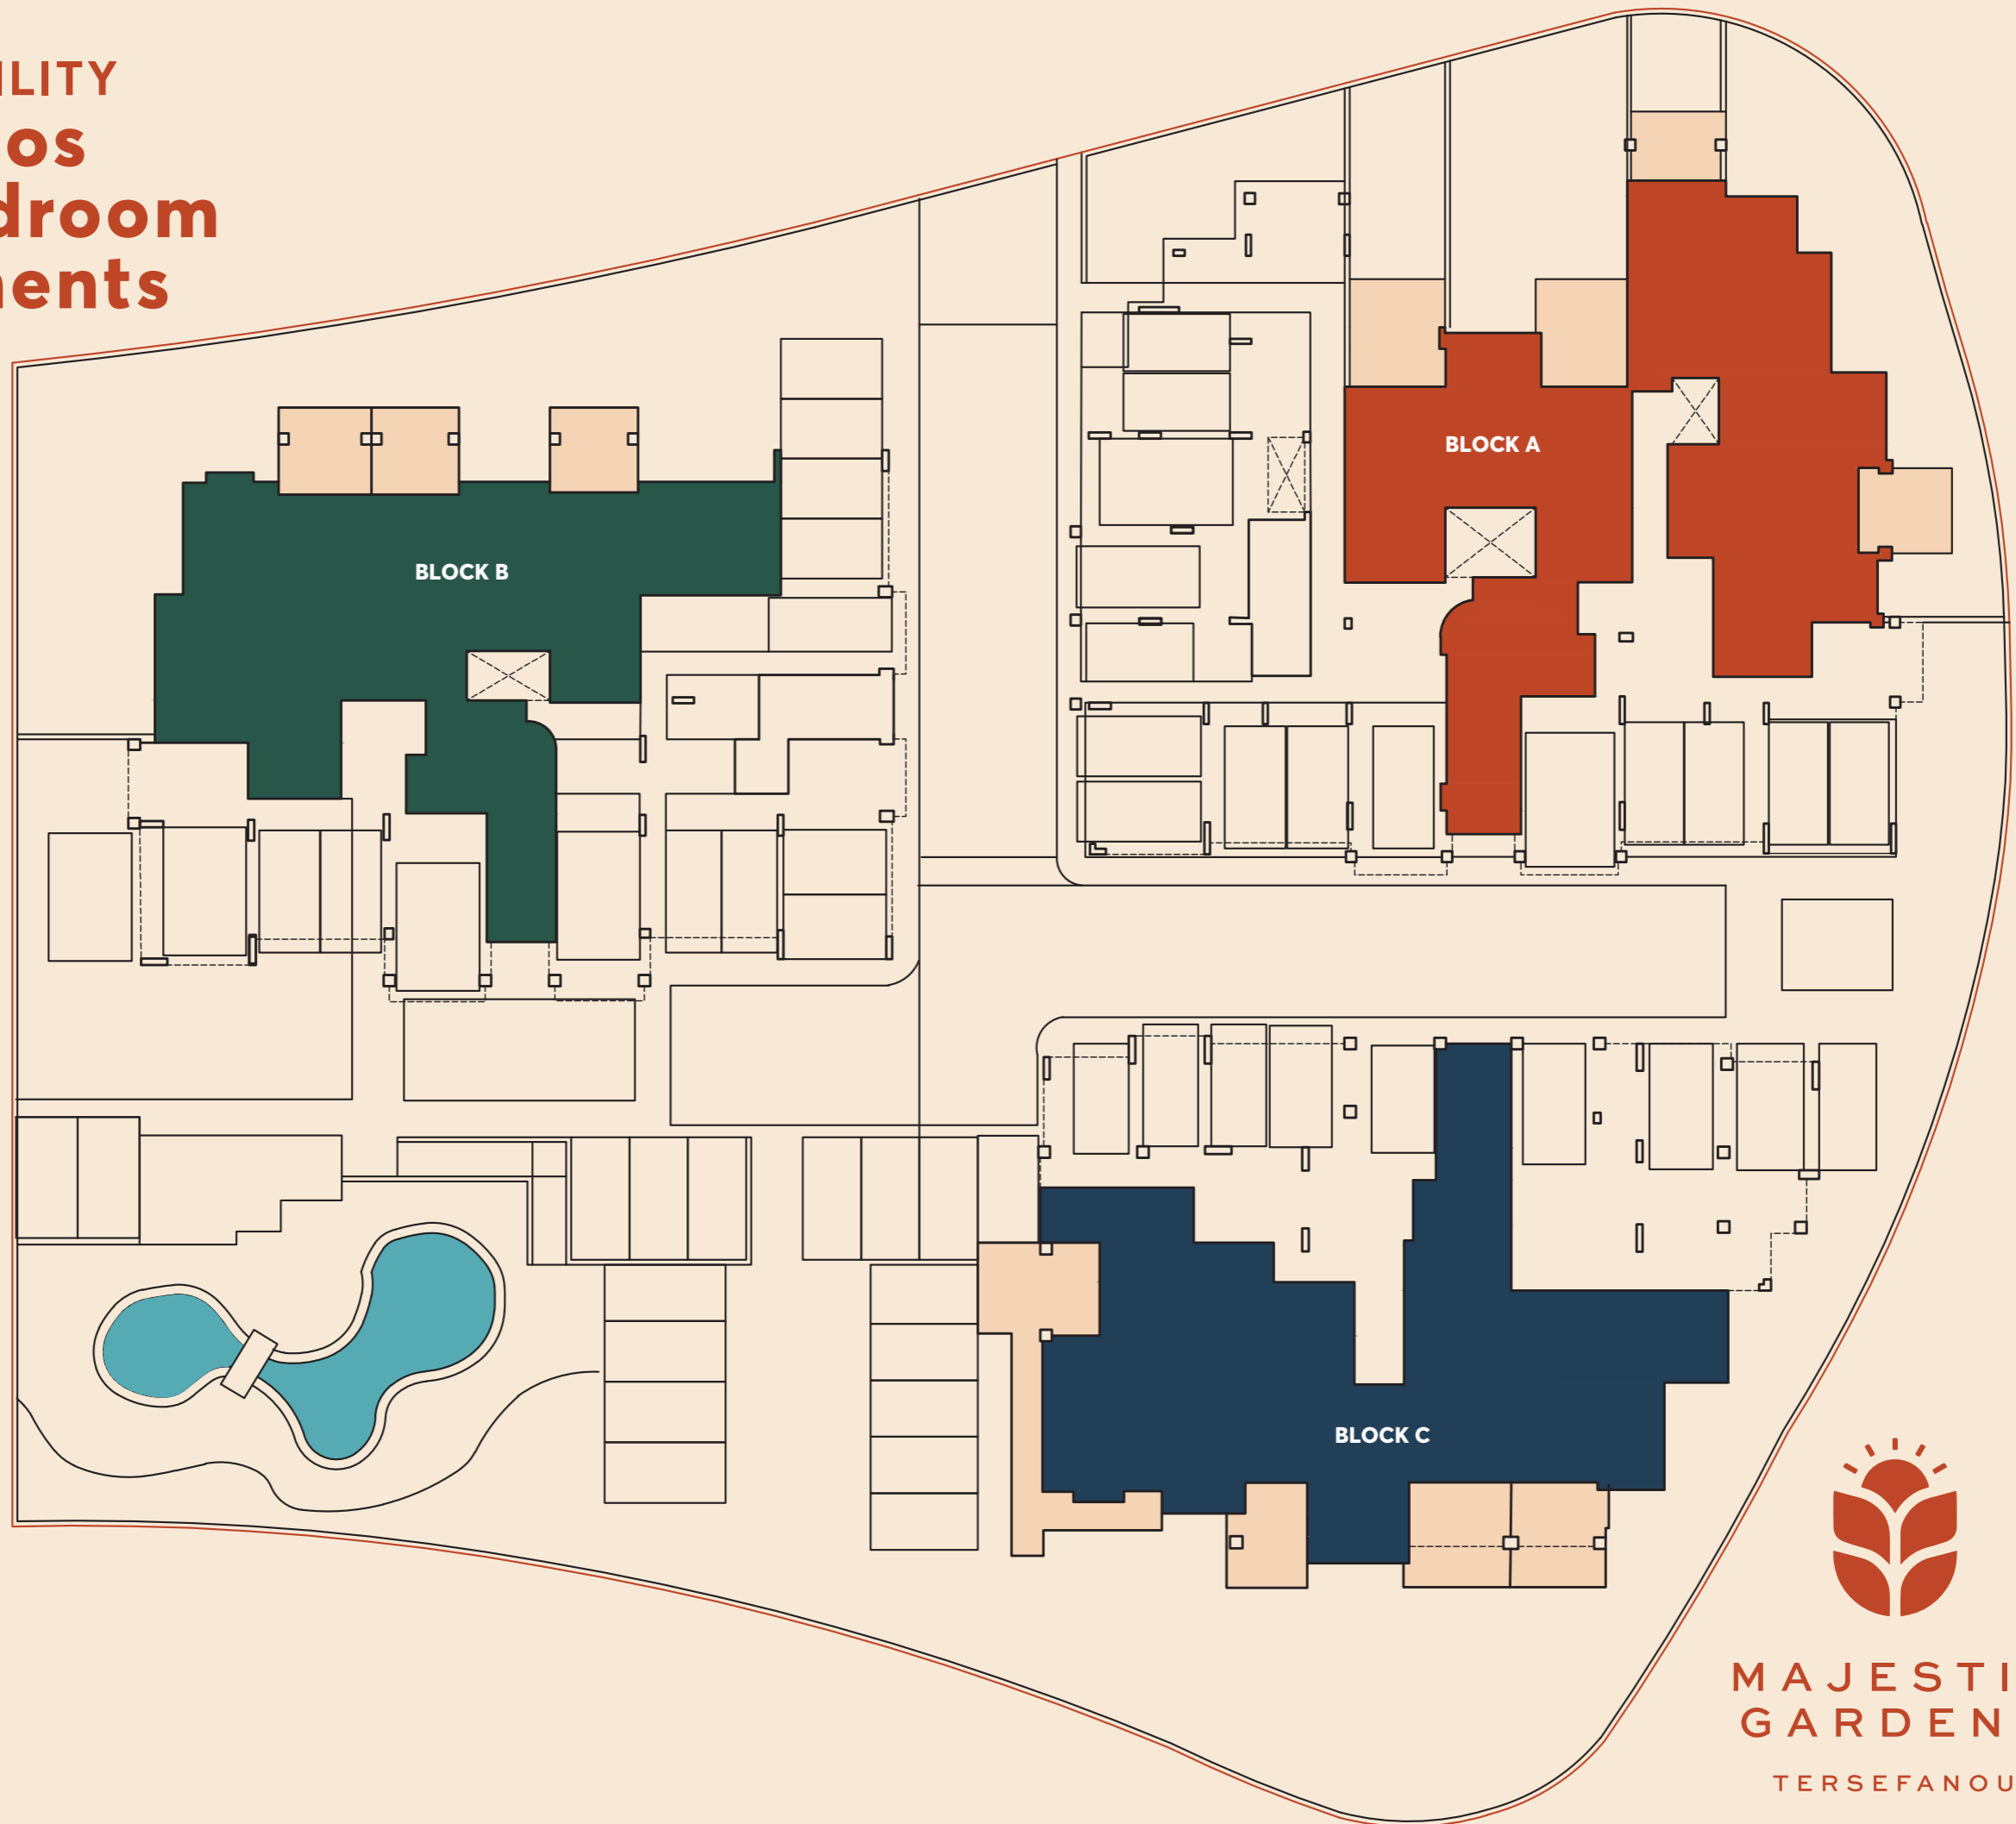 ILITY
os
droom
nents
BLOCK A
BLOCK B
BLOCK C
MAJESTI
GARDEN
TERSEFANOU